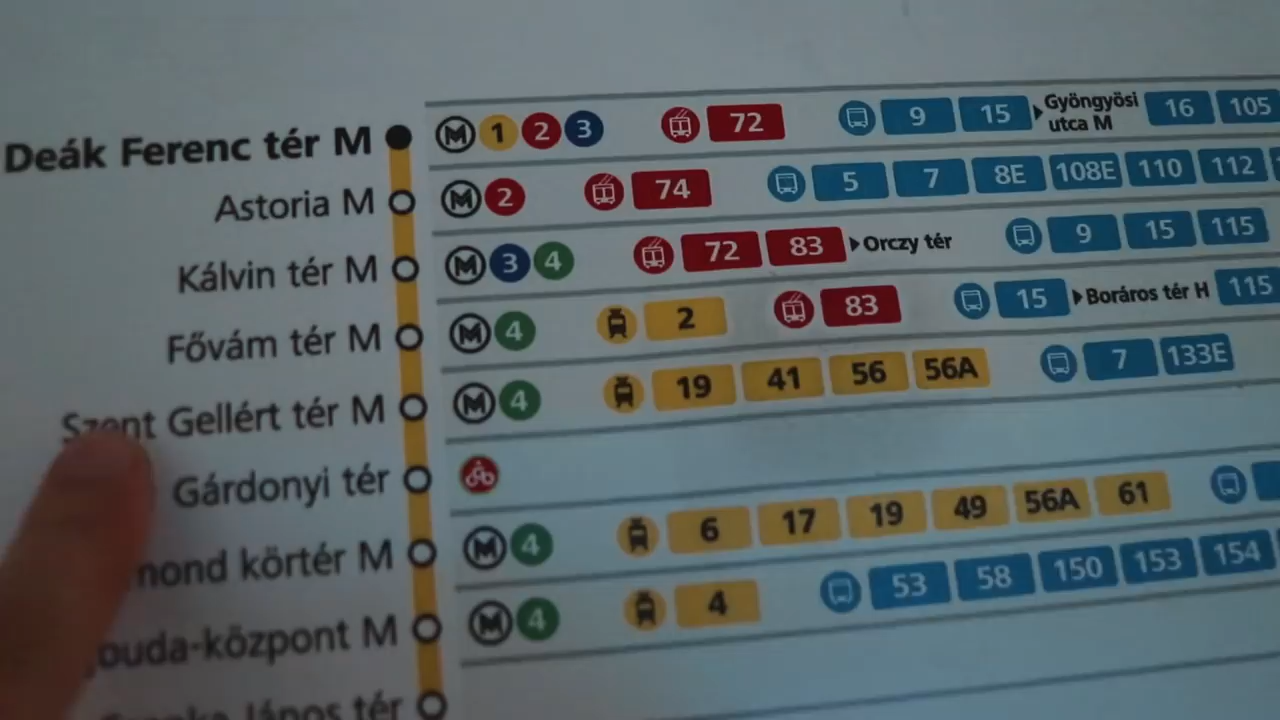 Deák Ferenc tér M M 1 2 3 72 9 15 Gyöngyösi utca M 16 105
Astoria M M 2 74 5 7 8E 108E 110 112
Kálvin tér M M 3 4 72 83 Orczy tér 9 15 115
Fővám tér M M 4 2 83 15 Boráros tér H 115
Szent Gellért tér M M 4 19 41 56 56A 7 133E
Gárdonyi tér
mond körtér M M 4 6 17 19 49 56A 61
buda-központ M M 4 4 53 58 150 153 154
János tér